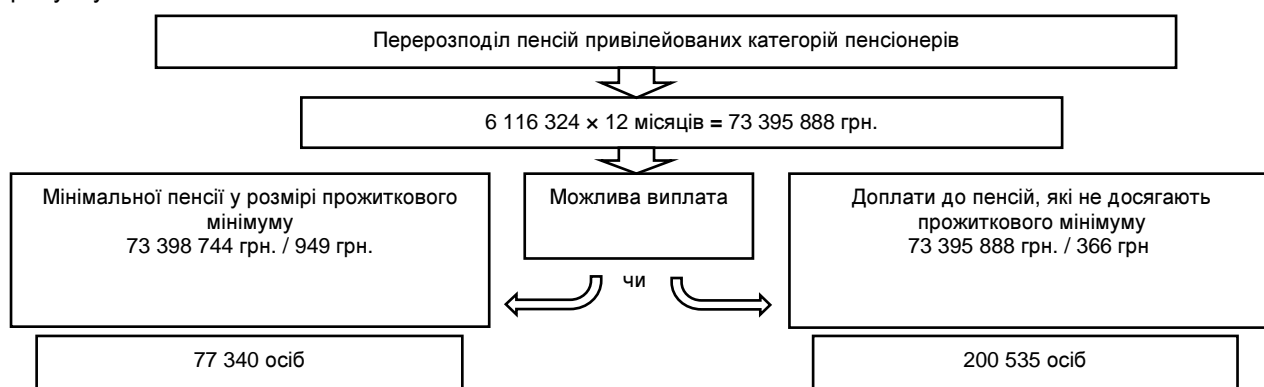 Перерозподіл пенсій привілейованих категорій пенсіонерів
6 116 324 × 12 місяців = 73 395 888 грн.
Мінімальної пенсії у розмірі прожиткового
мінімуму
73 398 744 грн. / 949 грн.
Можлива виплата
Доплати до пенсій, які не досягають
прожиткового мінімуму
73 395 888 грн. / 366 грн
чи
77 340 осіб
200 535 осіб